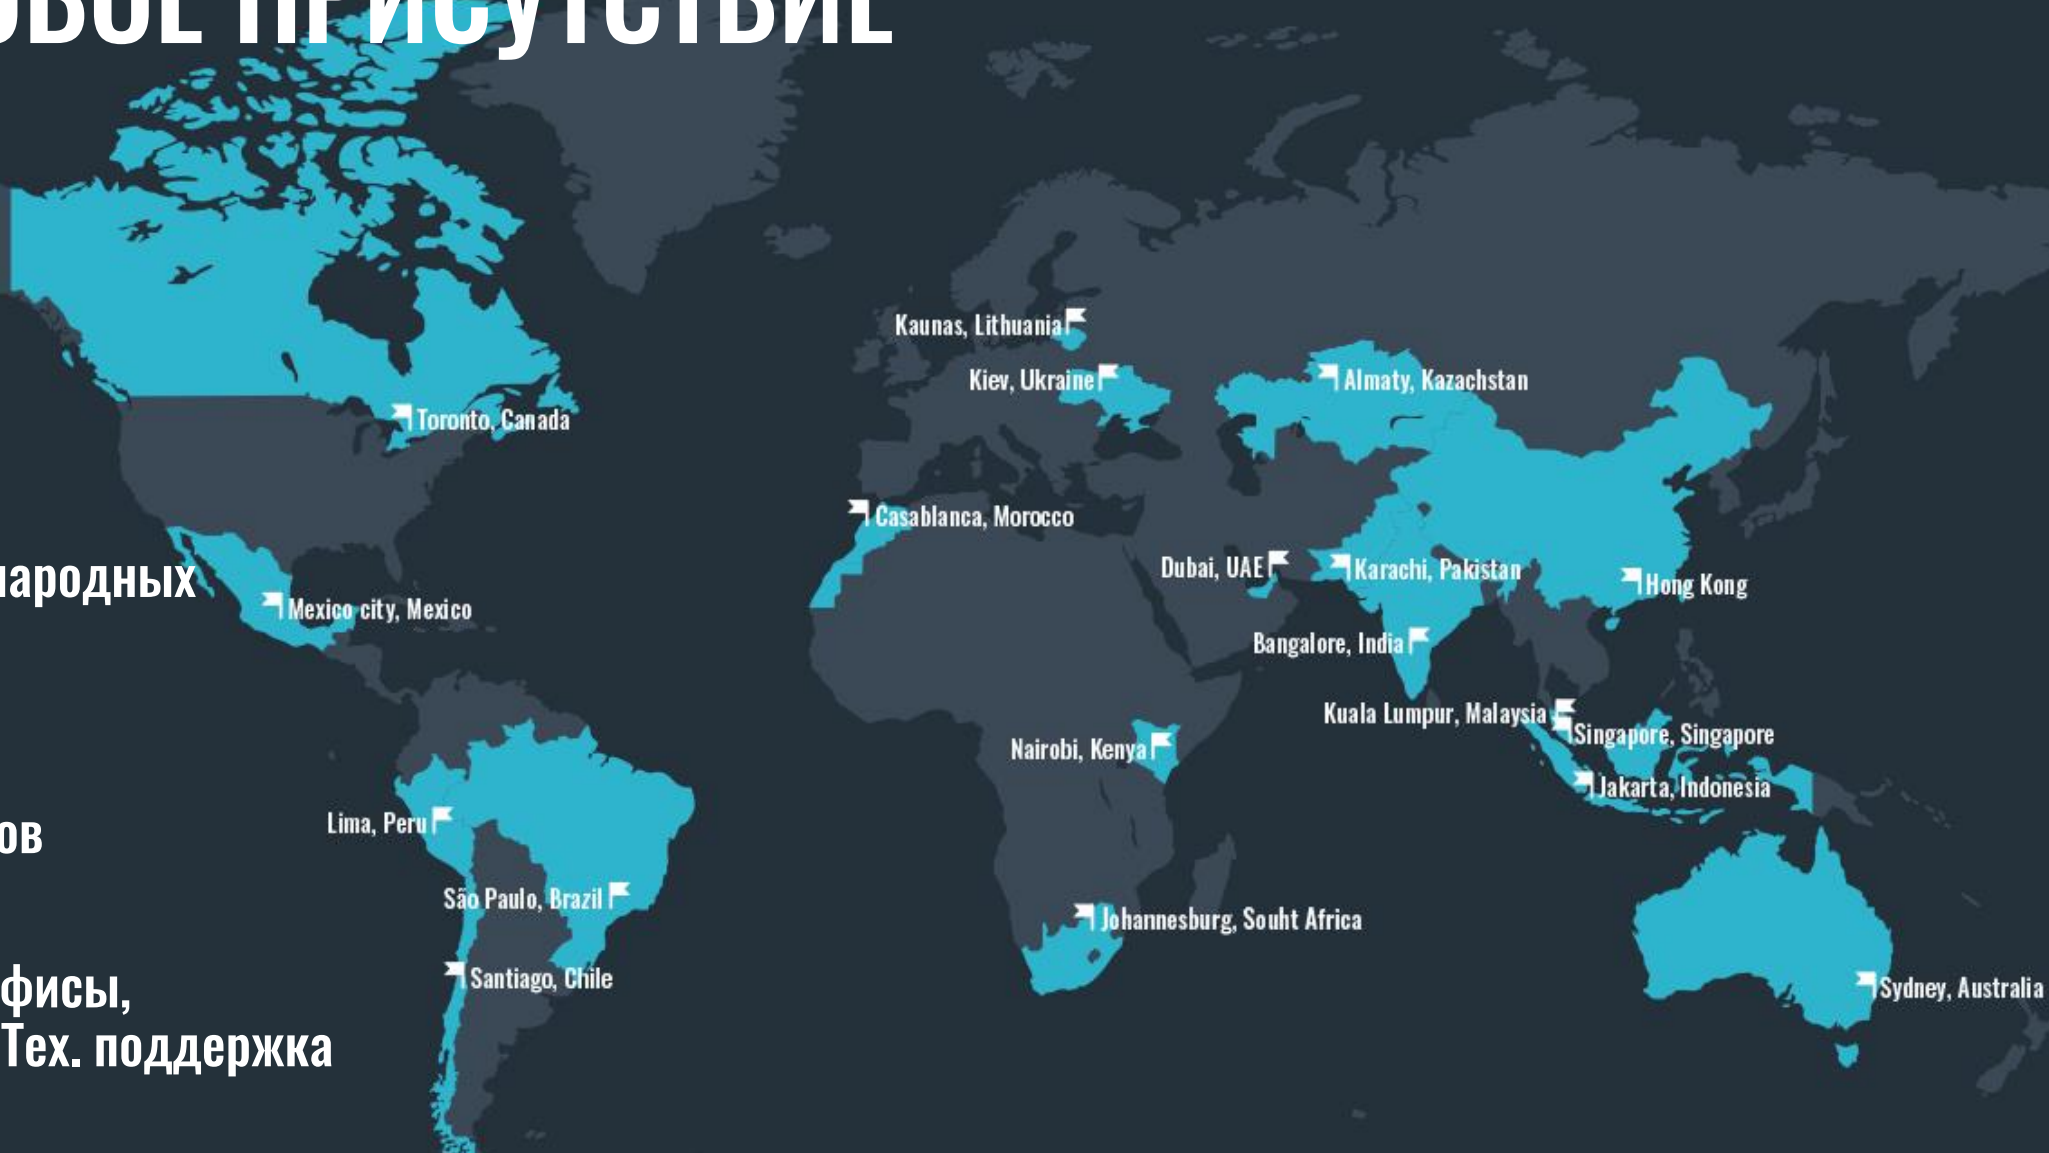 ОВОЕ ПРИСУТСТВИЕ
Kaunas, Lithuania
Kiev, Ukraine
Almaty, Kazachstan
Toronto, Canada
Casablanca, Morocco
Dubai, UAE
Karachi, Pakistan
Hong Kong
народных
Mexico city, Mexico
Bangalore, India
Kuala Lumpur, Malaysia
Singapore, Singapore
Nairobi, Kenya
Jakarta, Indonesia
Lima, Peru
ов
São Paulo, Brazil
Johannesburg, Souht Africa
Santiago, Chile
Sydney, Australia
фисы,
Тех. поддержка